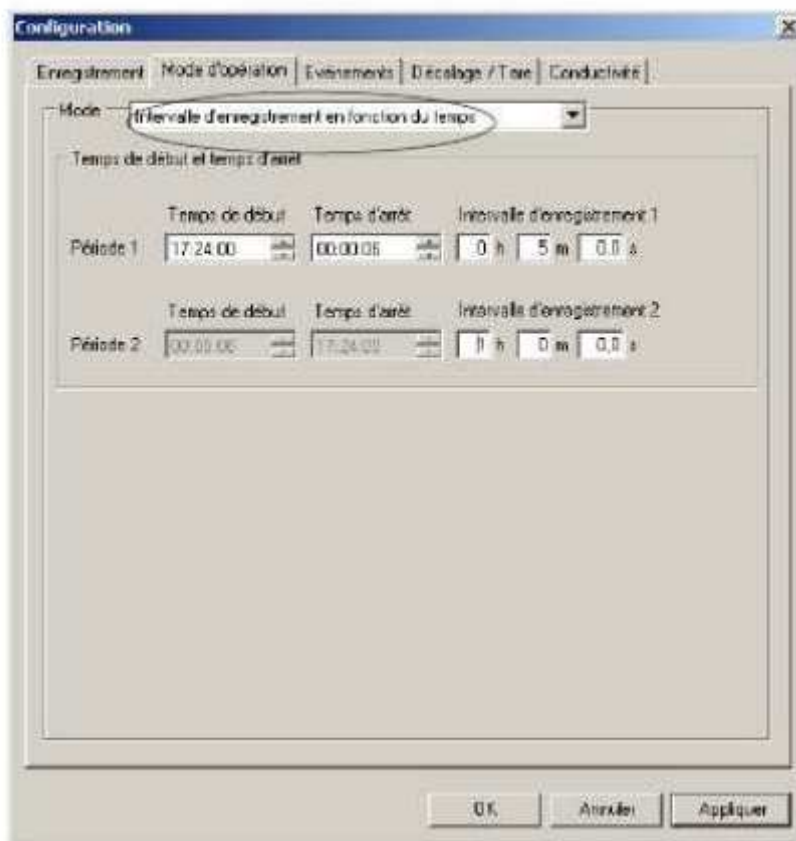 Configuration
Enregistrement Mode d'opération Evénements Décalage / Tare Conductivité
Mode Intervalle d'enregistrement en fonction du temps
Temps de début et temps d'arrêt
Temps de début Temps d'arrêt Intervalle d'enregistrement 1
Période 1 17:24:00 00:00:06 0 h 5 m 0.0 s
Temps de début Temps d'arrêt Intervalle d'enregistrement 2
Période 2 00:00:06 17:24:00 h 0 m 0,0 s
OK Annuler Appliquer